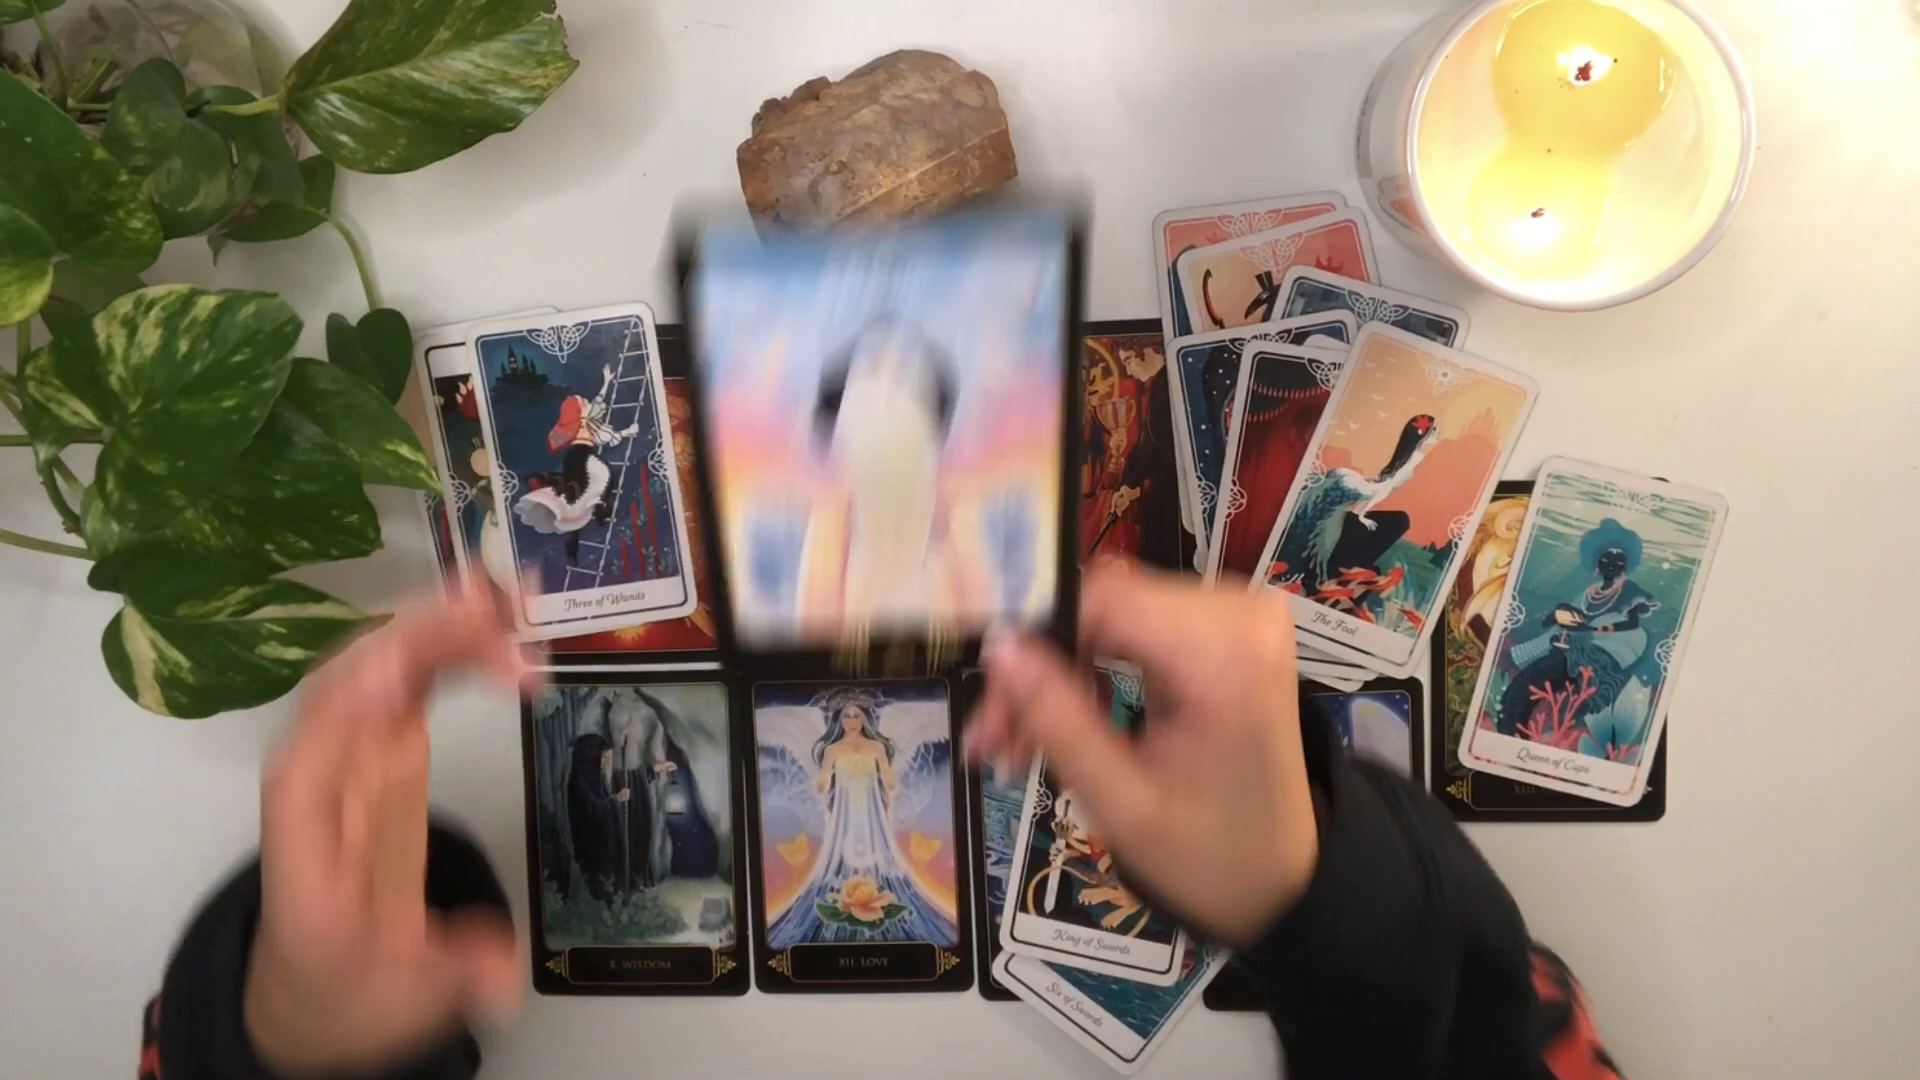 Three of Wands
The Fool
Queen of Cups
X. WISDOM
XII. LOVE
King of Swords
Six of Swords